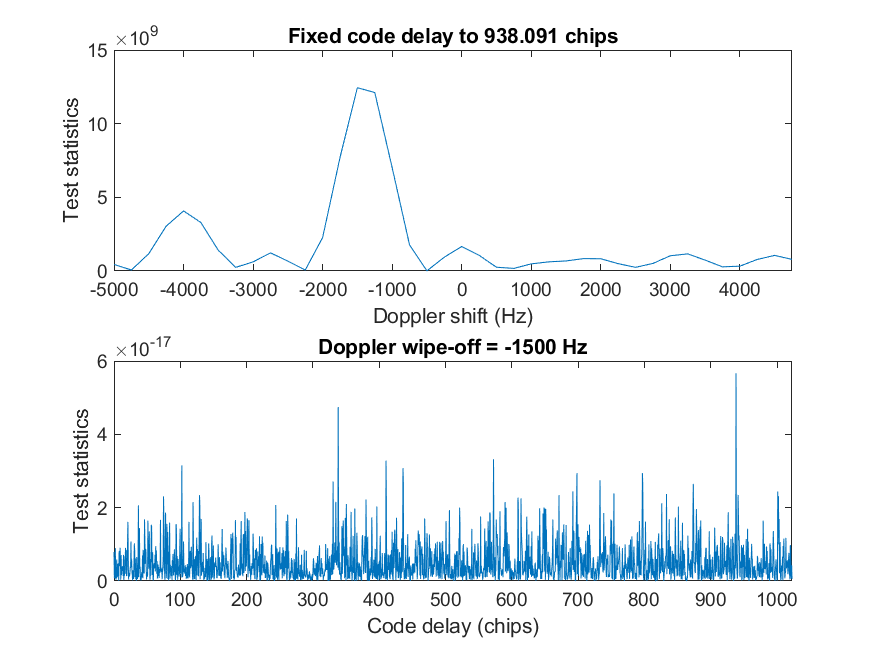 Fixed code delay to 938.091 chips
×10^9
15
10
5
0
Test statistics
-5000 -4000 -3000 -2000 -1000 0 1000 2000 3000 4000
Doppler shift (Hz)
Doppler wipe-off = -1500 Hz
×10^-17
6
4
2
0
Test statistics
0 100 200 300 400 500 600 700 800 900 1000
Code delay (chips)